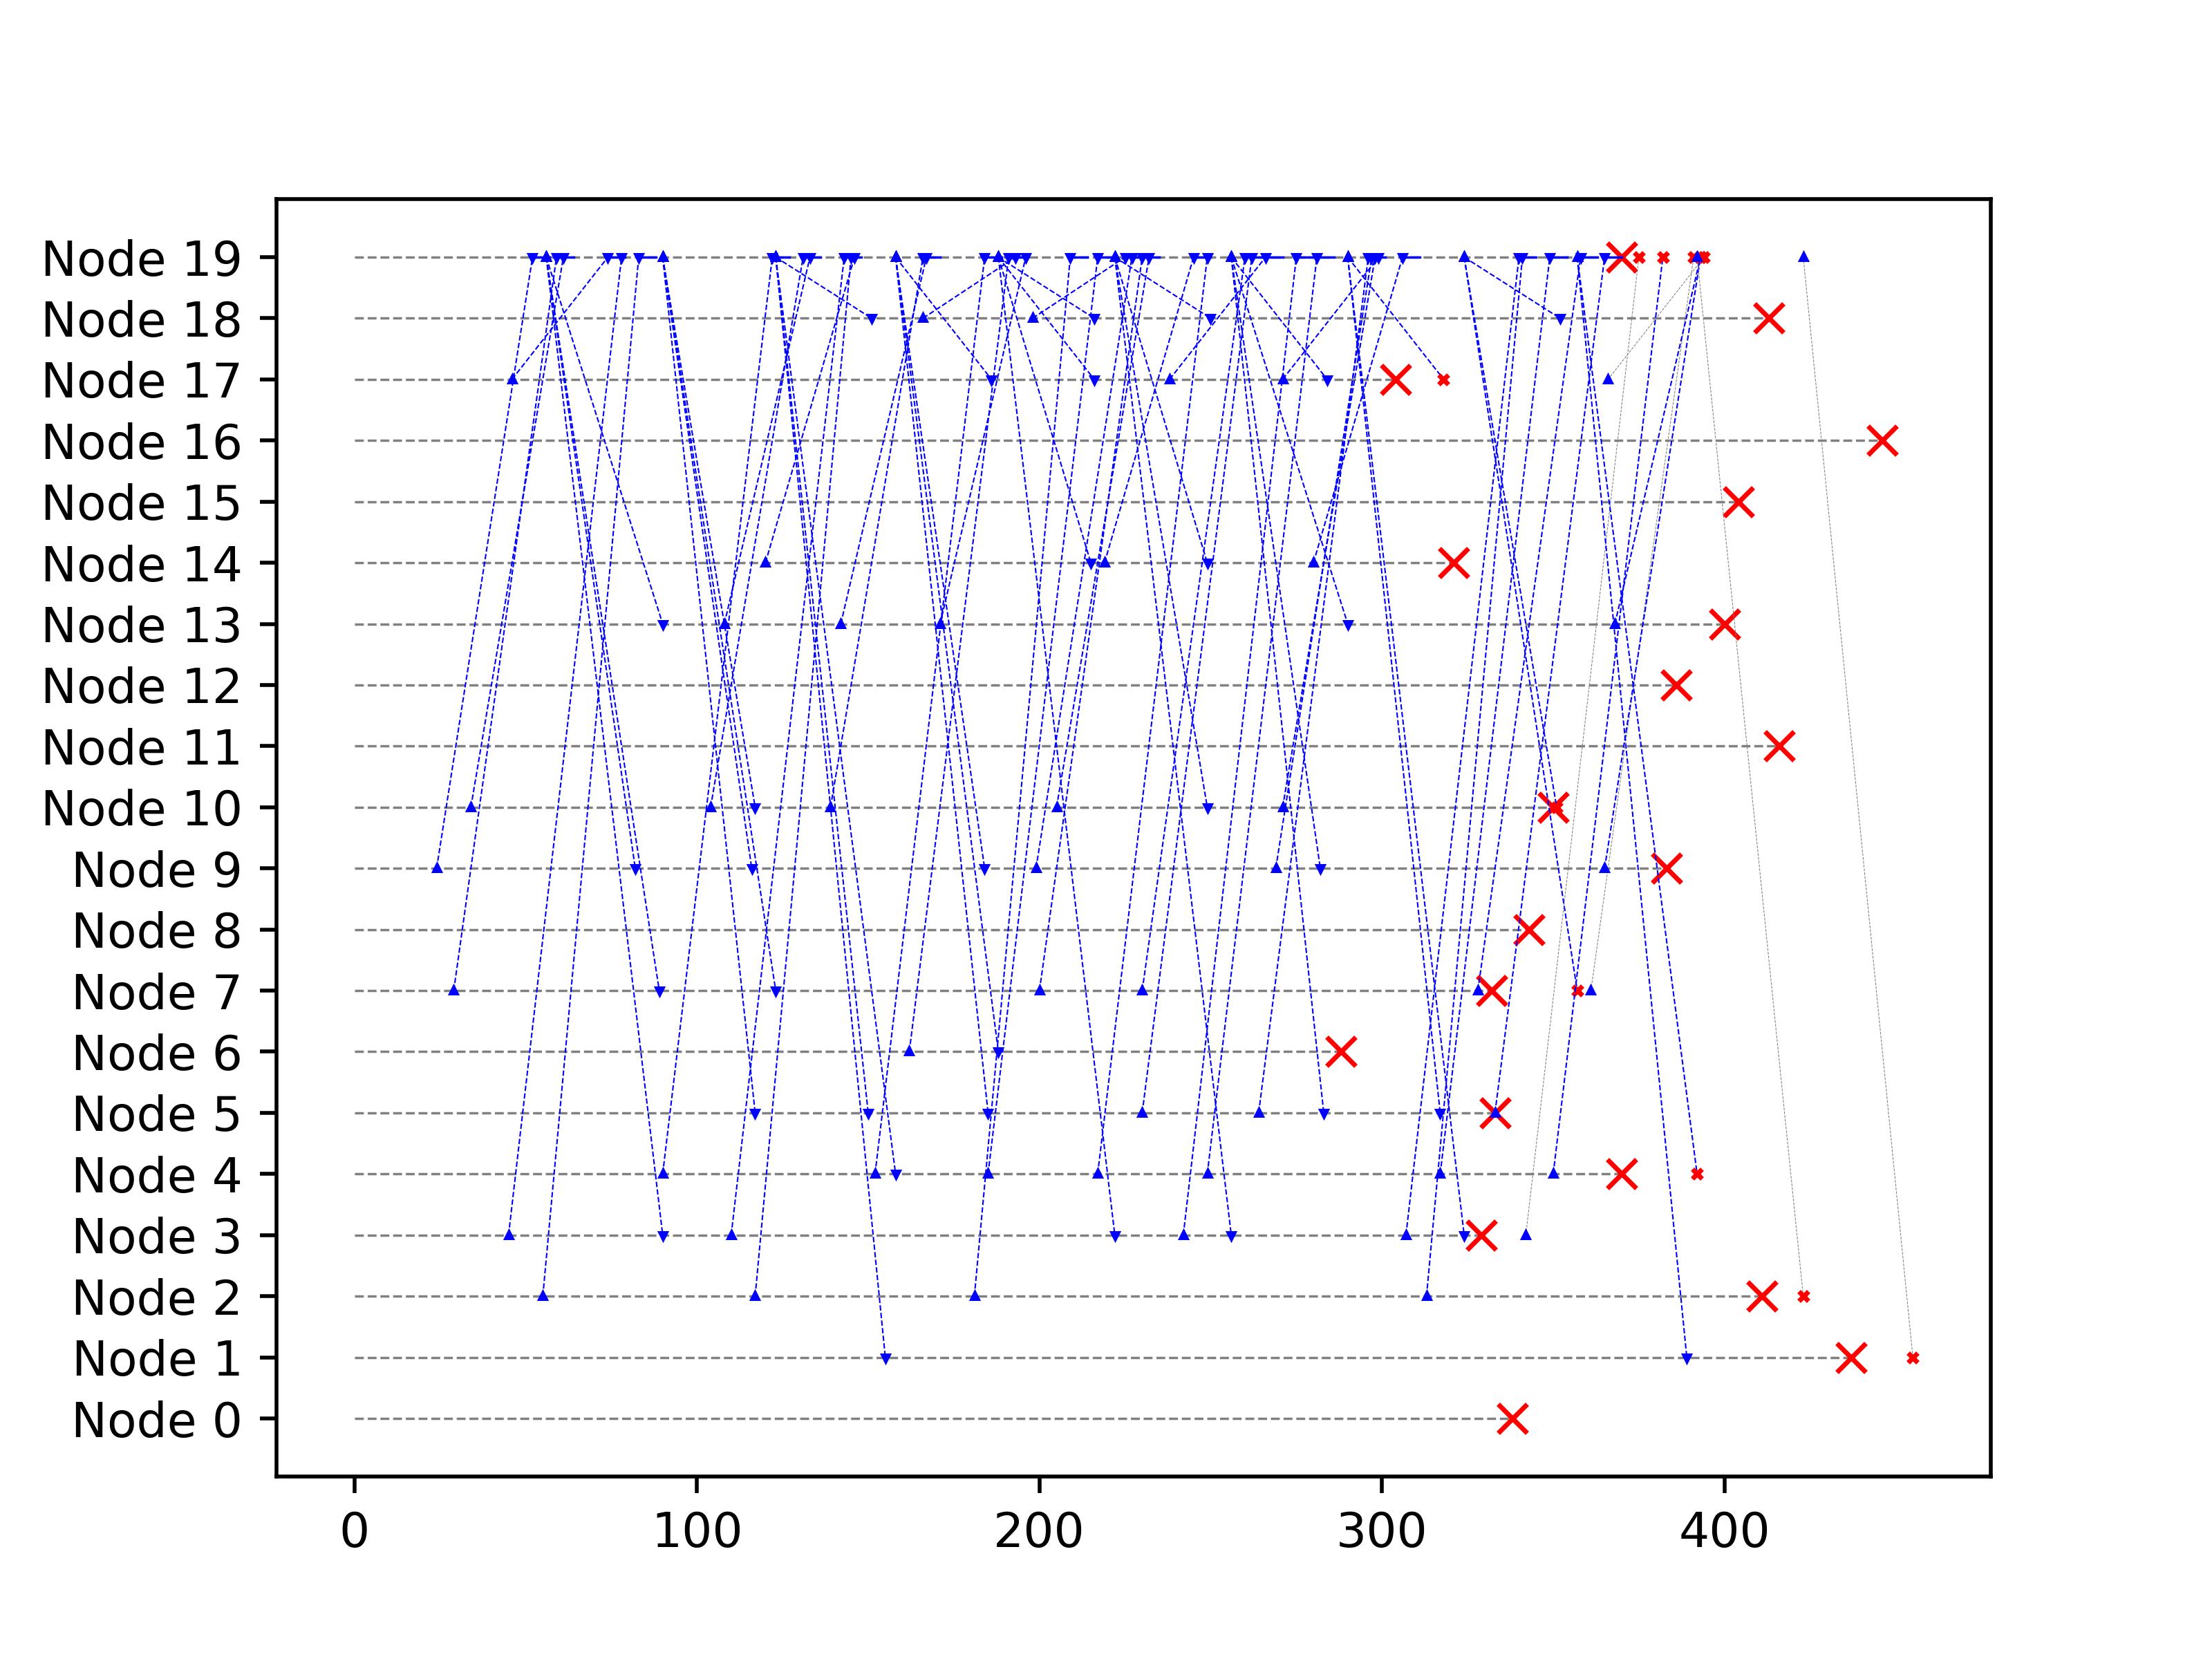 Node 19
Node 18
Node 17
Node 16
Node 15
Node 14
Node 13
Node 12
Node 11
Node 10
Node 9
Node 8
Node 7
Node 6
Node 5
Node 4
Node 3
Node 2
Node 1
Node 0
0 100 200 300 400